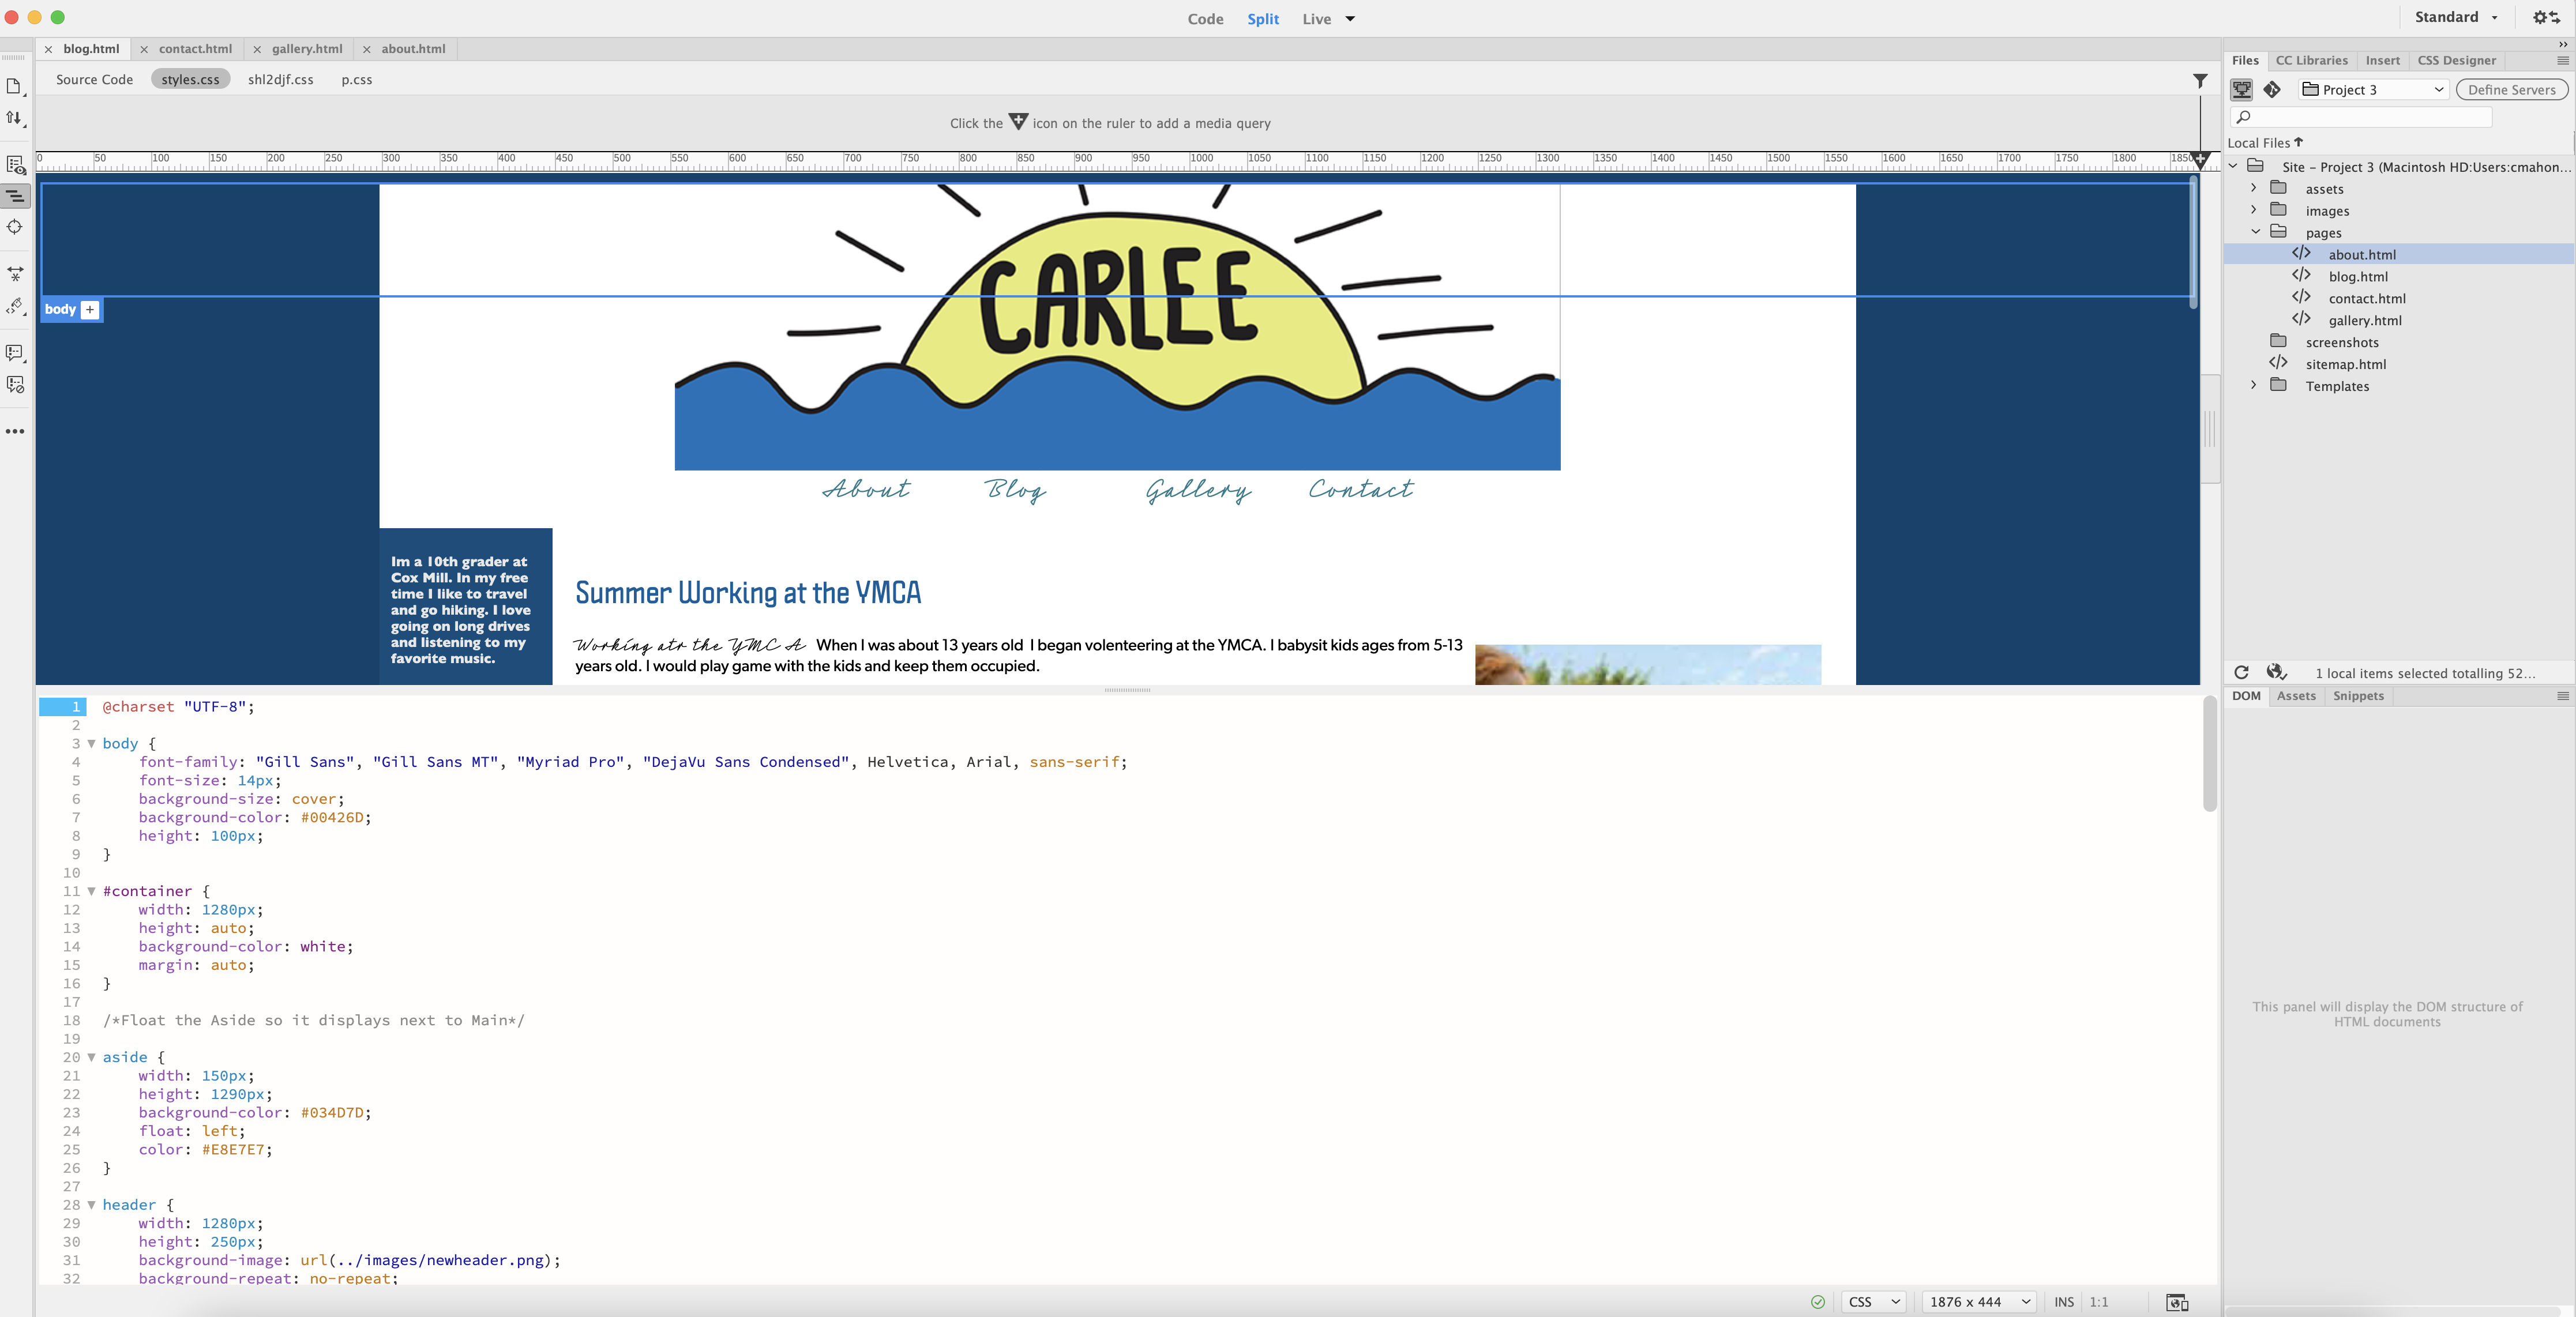 Code Split Live
Standard
blog.html contact.html gallery.html about.html
Source Code styles.css shl2djf.css p.css
Click the icon on the ruler to add a media query
0 50 100 150 200 250 300 350 400 450 500 550 600 650 700 750 800 850 900 950 1000 1050 1100 1150 1200 1250 1300 1350 1400 1450 1500 1550 1600 1650 1700 1750 1800 1850
CARLEE
body +
About Blog Gallery Contact
Im a 10th grader at
Cox Mill. In my free
time I like to travel
and go hiking. I love
going on long drives
and listening to my
favorite music.
Summer Working at the YMCA
Working atr the YMC A When I was about 13 years old I began volenteering at the YMCA. I babysit kids ages from 5-13
years old. I would play game with the kids and keep them occupied.
1 @charset "UTF-8";
2
3 body {
4 font-family: "Gill Sans", "Gill Sans MT", "Myriad Pro", "DejaVu Sans Condensed", Helvetica, Arial, sans-serif;
5 font-size: 14px;
6 background-size: cover;
7 background-color: #00426D;
8 height: 100px;
9 }
10
11 #container {
12 width: 1280px;
13 height: auto;
14 background-color: white;
15 margin: auto;
16 }
17
18 /*Float the Aside so it displays next to Main*/
19
20 aside {
21 width: 150px;
22 height: 1290px;
23 background-color: #034D7D;
24 float: left;
25 color: #E8E7E7;
26 }
27
28 header {
29 width: 1280px;
30 height: 250px;
31 background-image: url(../images/newheader.png);
32 background-repeat: no-repeat;
CSS 1876 x 444 INS 1:1
Files CC Libraries Insert CSS Designer
Project 3 Define Servers
Local Files
Site - Project 3 (Macintosh HD:Users:cmahon...
assets
images
pages
about.html
blog.html
contact.html
gallery.html
screenshots
sitemap.html
Templates
1 local items selected totalling 52...
DOM Assets Snippets
This panel will display the DOM structure of
HTML documents